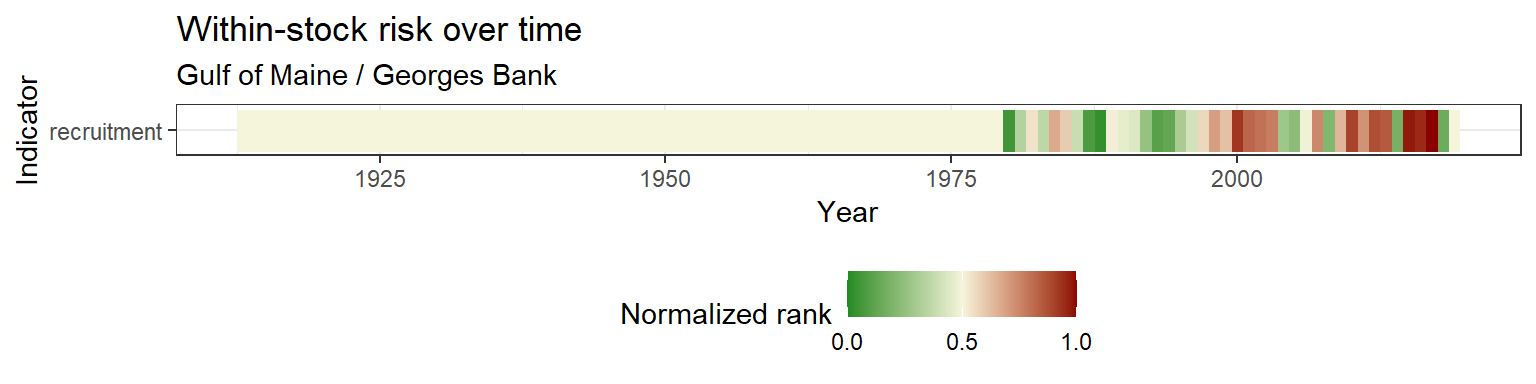 Within-stock risk over time
Gulf of Maine / Georges Bank
Indicator
recruitment
1925 1950 1975 2000
Year
Normalized rank
0.0 0.5 1.0